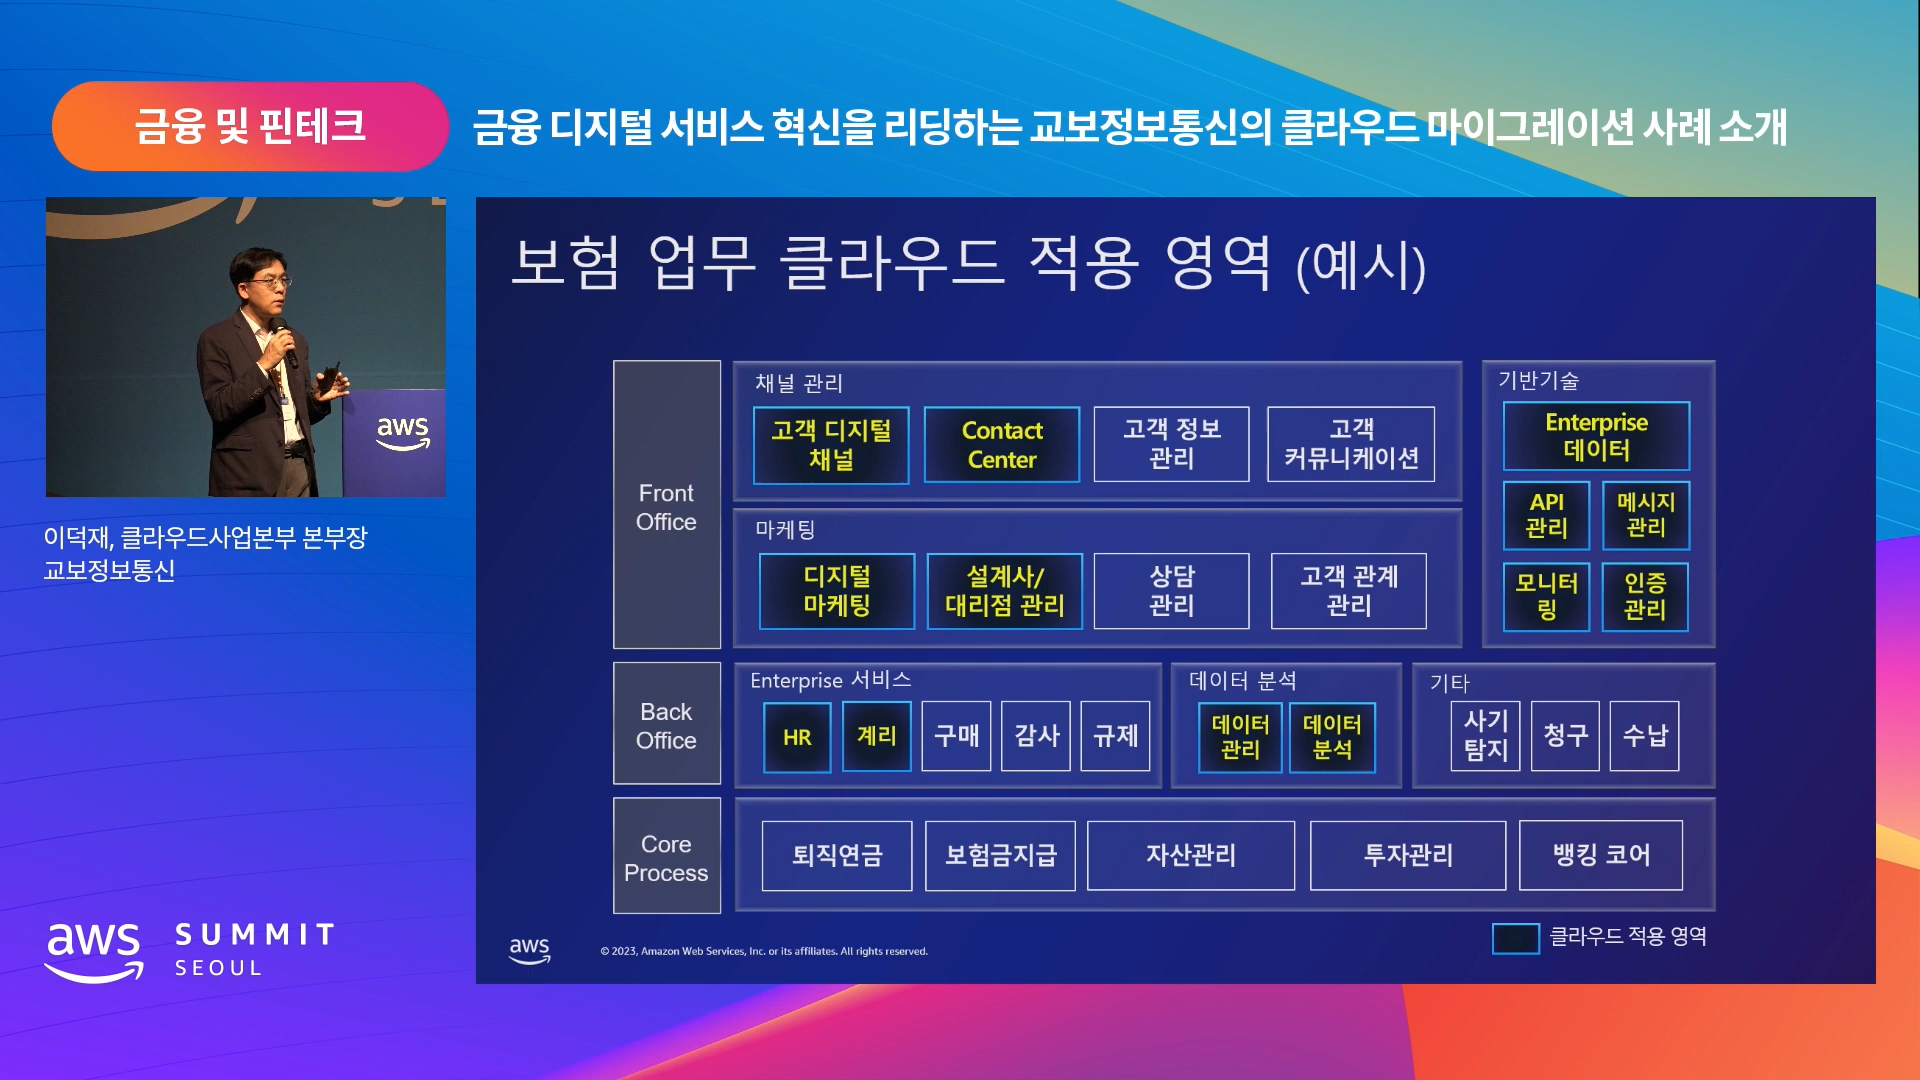 금융 및 핀테크
금융 디지털 서비스 혁신을 리딩하는 교보정보통신의 클라우드 마이그레이션 사례 소개
aws
이덕재, 클라우드사업본부 본부장
교보정보통신
aws SUMMIT
SEOUL
보험 업무 클라우드 적용 영역 (예시)
Front
Office
채널 관리
고객 디지털
채널
Contact
Center
고객 정보
관리
고객
커뮤니케이션
마케팅
디지털
마케팅
설계사/
대리점 관리
상담
관리
고객 관계
관리
기반기술
Enterprise
데이터
API
관리
메시지
관리
모니터
링
인증
관리
Back
Office
Enterprise 서비스
HR
계리
구매
감사
규제
데이터 분석
데이터
관리
데이터
분석
기타
사기
탐지
청구
수납
Core
Process
퇴직연금
보험금지급
자산관리
투자관리
뱅킹 코어
클라우드 적용 영역
aws
© 2023, Amazon Web Services, Inc. or its affiliates. All rights reserved.